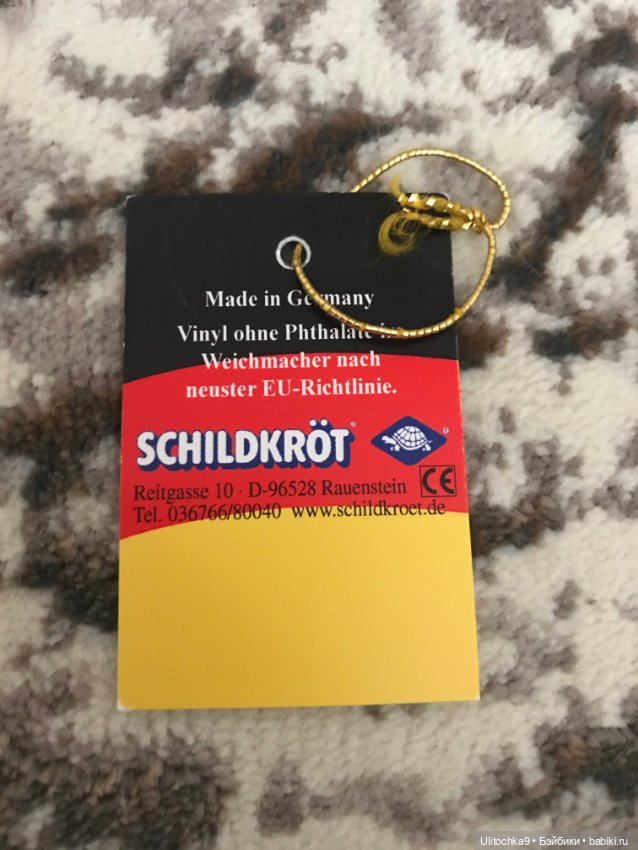 Made in Germany
Vinyl ohne Phthalate
Weichmacher nach
neuster EU-Richtlinie.
SCHILDKRÖT
Reitgasse 10 · D-96528 Rauenstein CE
Tel. 036766/80040 www.schildkroet.de
Ulitochka9 • Бэйбики • babiki.ru